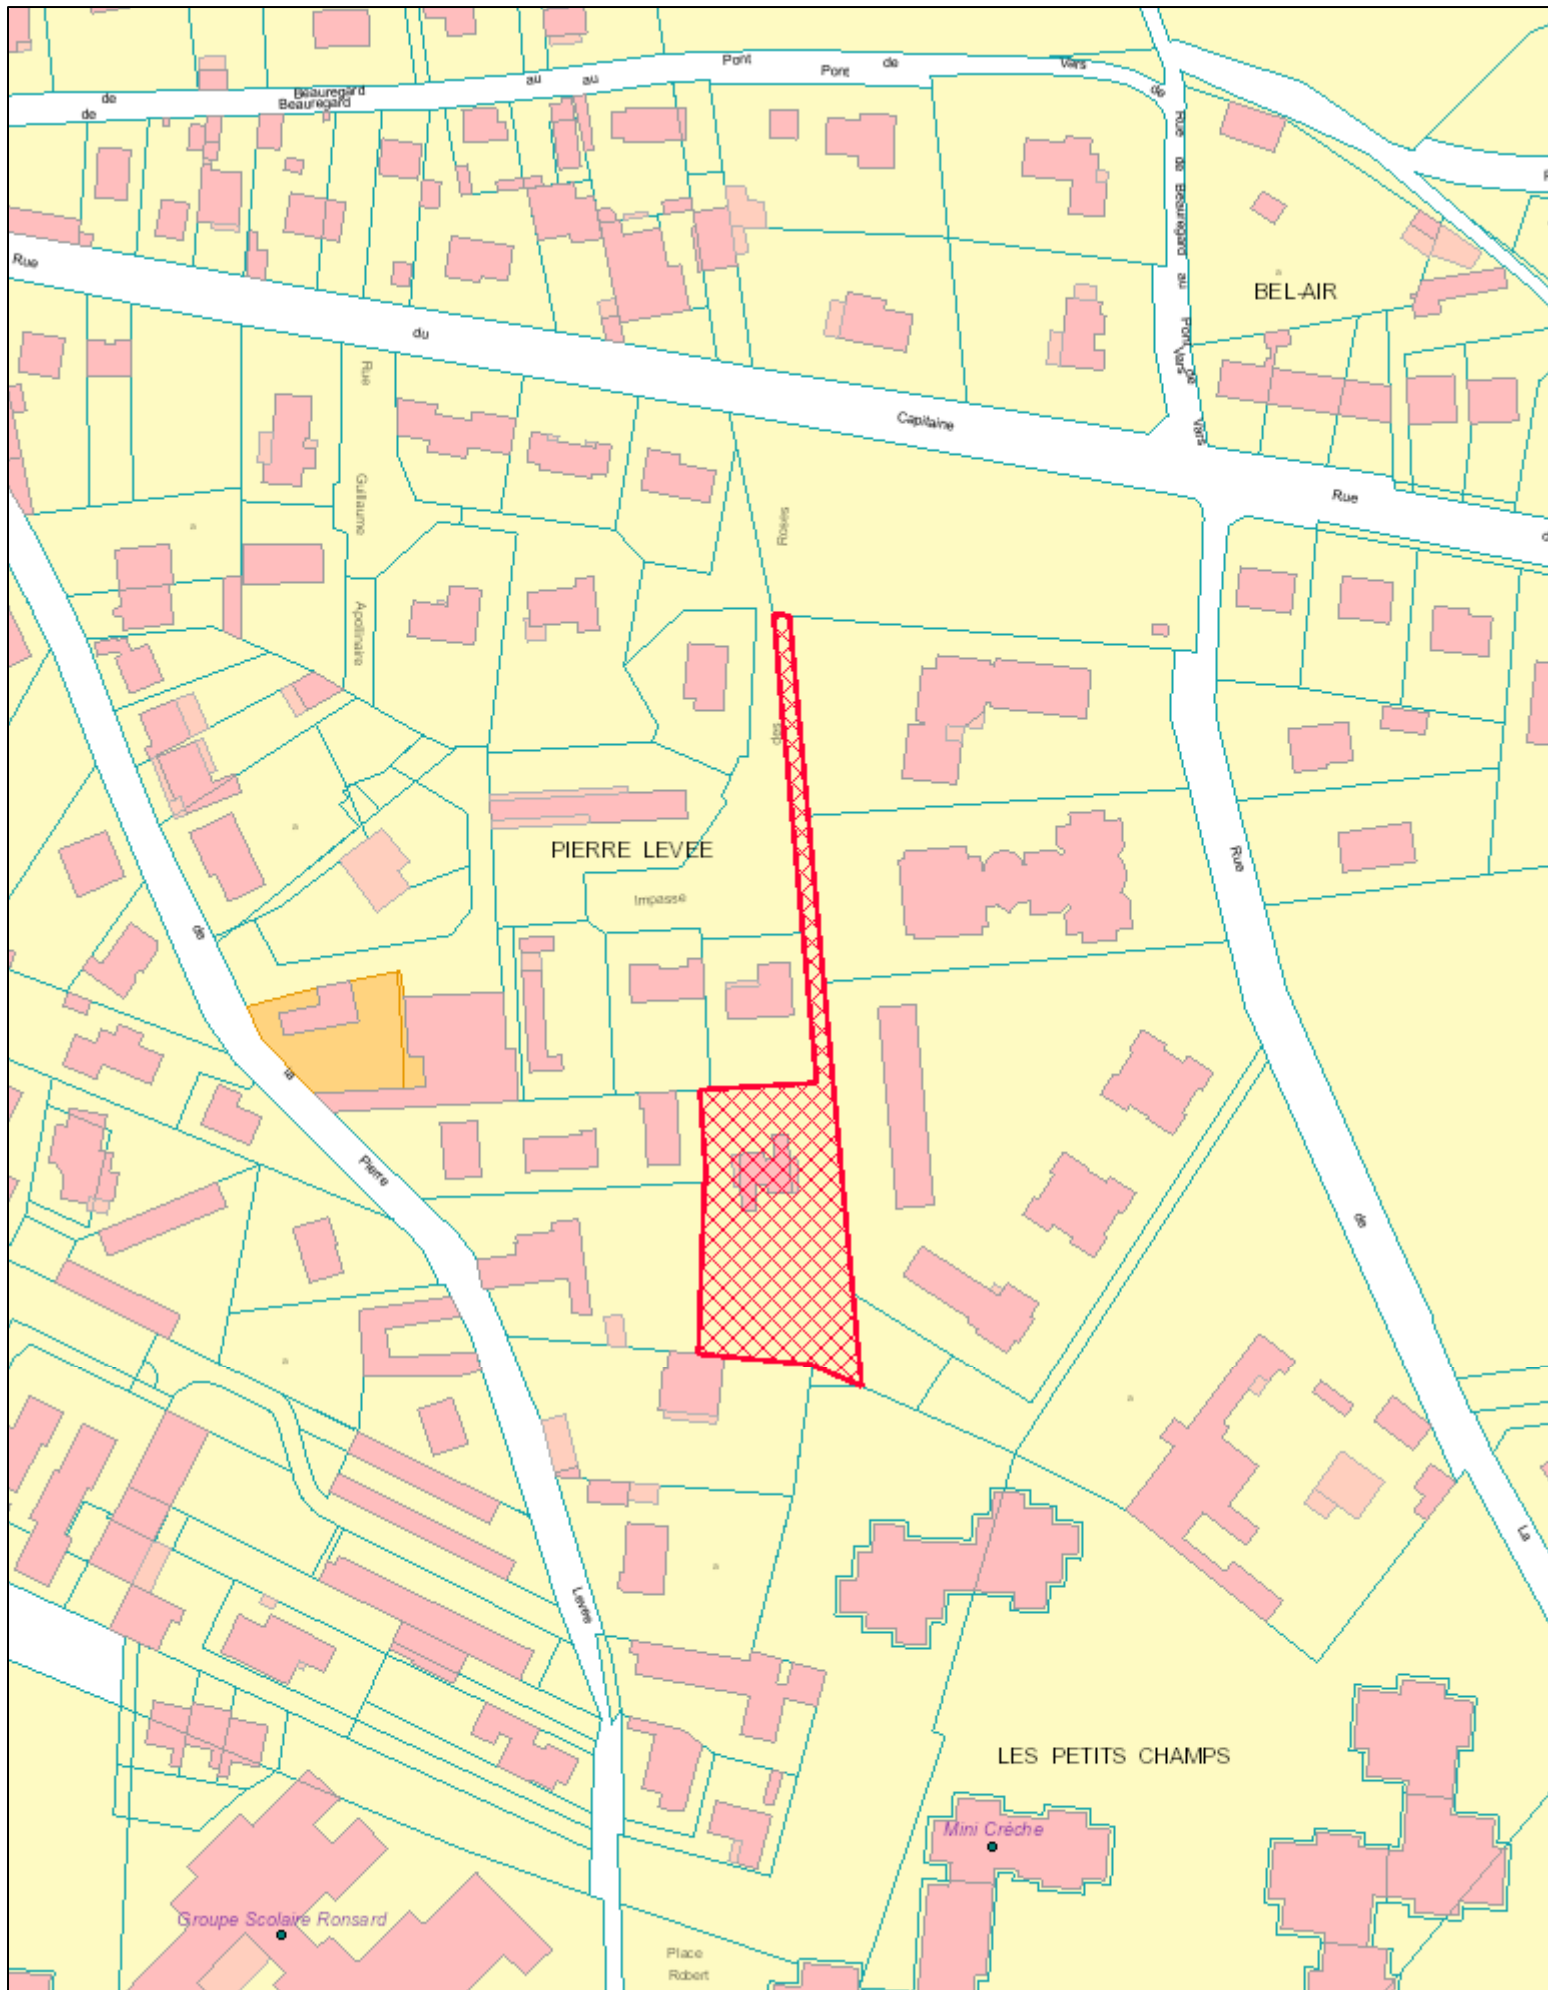 Pont
de
Vers
au
au
Pont
Beauregard
de
Beauregard
de
de
Rue
de
Beauregard
au
Pont
de
Vars
Vars
Rue
du
BEL-AIR
Rue
Capitaine
Guillaume
Rue
Roses
Apollinaire
des
PIERRE LEVEE
Rue
Impasse
de
la
Pierre
de
La
Levée
LES PETITS CHAMPS
Mini Crèche
Groupe Scolaire Ronsard
Place
Robert